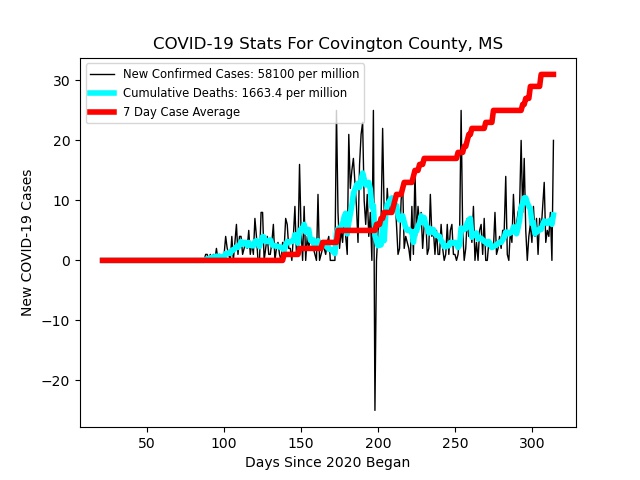 COVID-19 Stats For Covington County, MS
New Confirmed Cases: 58100 per million
Cumulative Deaths: 1663.4 per million
7 Day Case Average
New COVID-19 Cases
30
20
10
0
−10
−20
50 100 150 200 250 300
Days Since 2020 Began